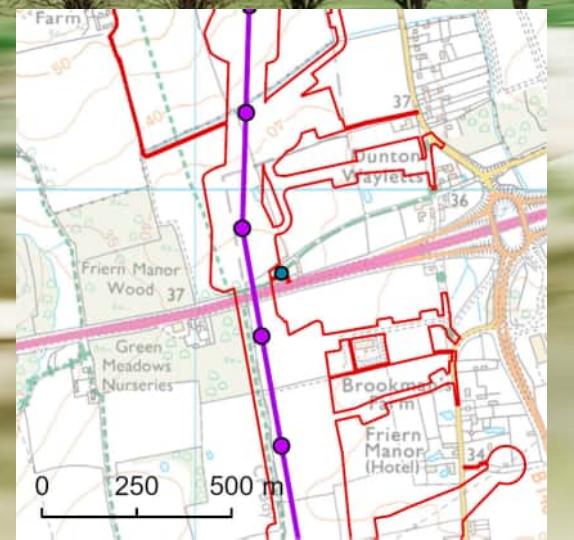 Farm
50
37
40
07
Dunton
Wayletts
36
Friern Manor
Wood
37
Green
Meadows
Nurseries
Brookman's
Farm
Friern
Manor
(Hotel)
34
0 250 500 m